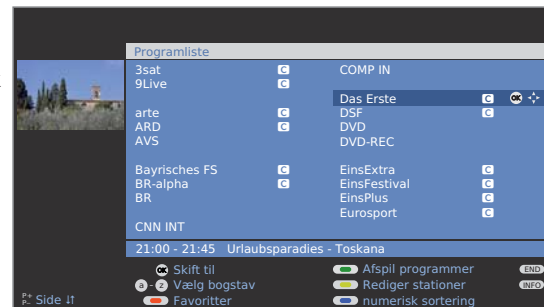 Programliste
3sat C COMP IN
9Live C
Das Erste C OK
arte C DSF C
ARD C DVD
AVS DVD-REC
Bayrisches FS C EinsExtra C
BR-alpha C EinsFestival C
BR EinsPlus C
Eurosport C
CNN INT
21:00 - 21:45 Urlaubsparadies - Toskana
OK Skift til Afspil programmer END
a - z Vælg bogstav Rediger stationer INFO
P+ P- Side Favoritter numerisk sortering